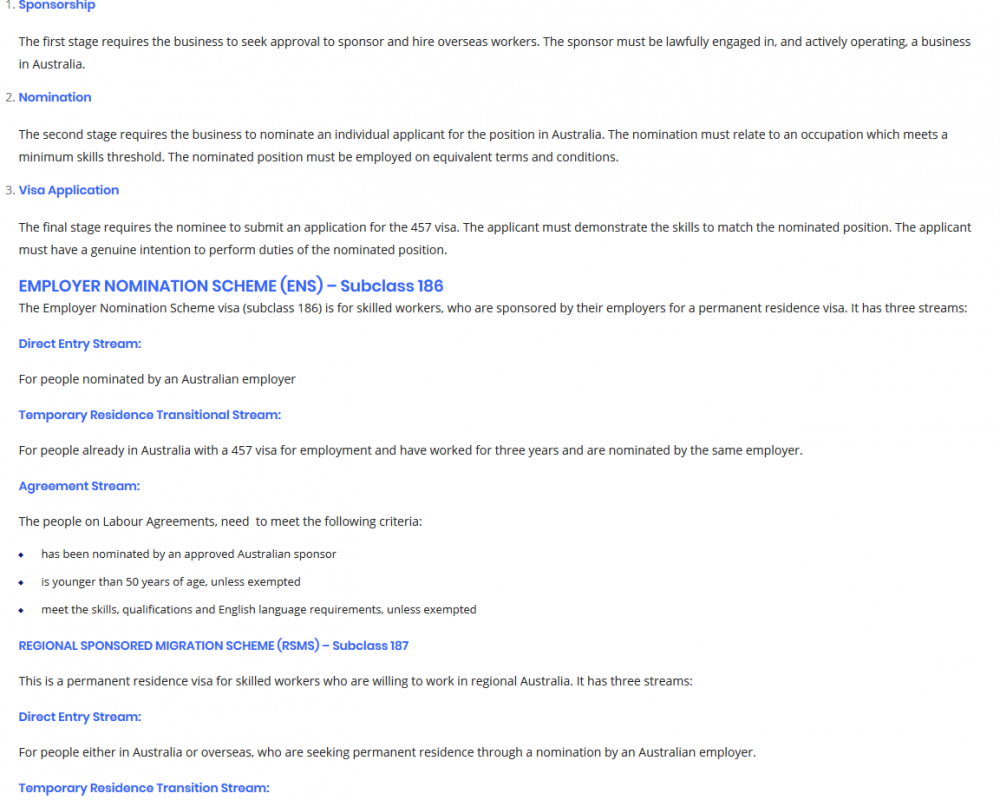 1. Sponsorship
The first stage requires the business to seek approval to sponsor and hire overseas workers. The sponsor must be lawfully engaged in, and actively operating, a business
in Australia.
2. Nomination
The second stage requires the business to nominate an individual applicant for the position in Australia. The nomination must relate to an occupation which meets a
minimum skills threshold. The nominated position must be employed on equivalent terms and conditions.
3. Visa Application
The final stage requires the nominee to submit an application for the 457 visa. The applicant must demonstrate the skills to match the nominated position. The applicant
must have a genuine intention to perform duties of the nominated position.
EMPLOYER NOMINATION SCHEME (ENS) – Subclass 186
The Employer Nomination Scheme visa (subclass 186) is for skilled workers, who are sponsored by their employers for a permanent residence visa. It has three streams:
Direct Entry Stream:
For people nominated by an Australian employer
Temporary Residence Transitional Stream:
For people already in Australia with a 457 visa for employment and have worked for three years and are nominated by the same employer.
Agreement Stream:
The people on Labour Agreements, need  to meet the following criteria:
has been nominated by an approved Australian sponsor
is younger than 50 years of age, unless exempted
meet the skills, qualifications and English language requirements, unless exempted
REGIONAL SPONSORED MIGRATION SCHEME (RSMS) – Subclass 187
This is a permanent residence visa for skilled workers who are willing to work in regional Australia. It has three streams:
Direct Entry Stream:
For people either in Australia or overseas, who are seeking permanent residence through a nomination by an Australian employer.
Temporary Residence Transition Stream: